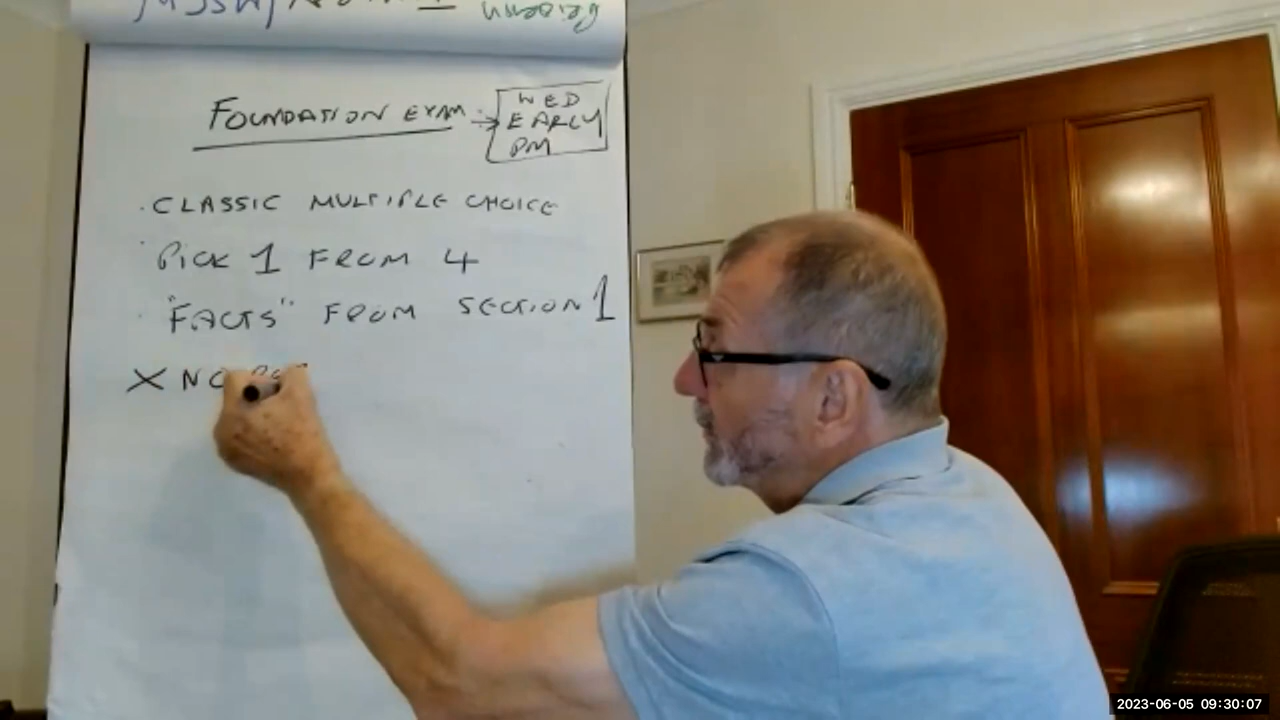 FOUNDATION EXAM
WED
EARLY
PM
CLASSIC MULTIPLE CHOICE
PICK 1 FROM 4
"FACTS" FROM SECTION 1
X NO
2023-06-05 09:30:07